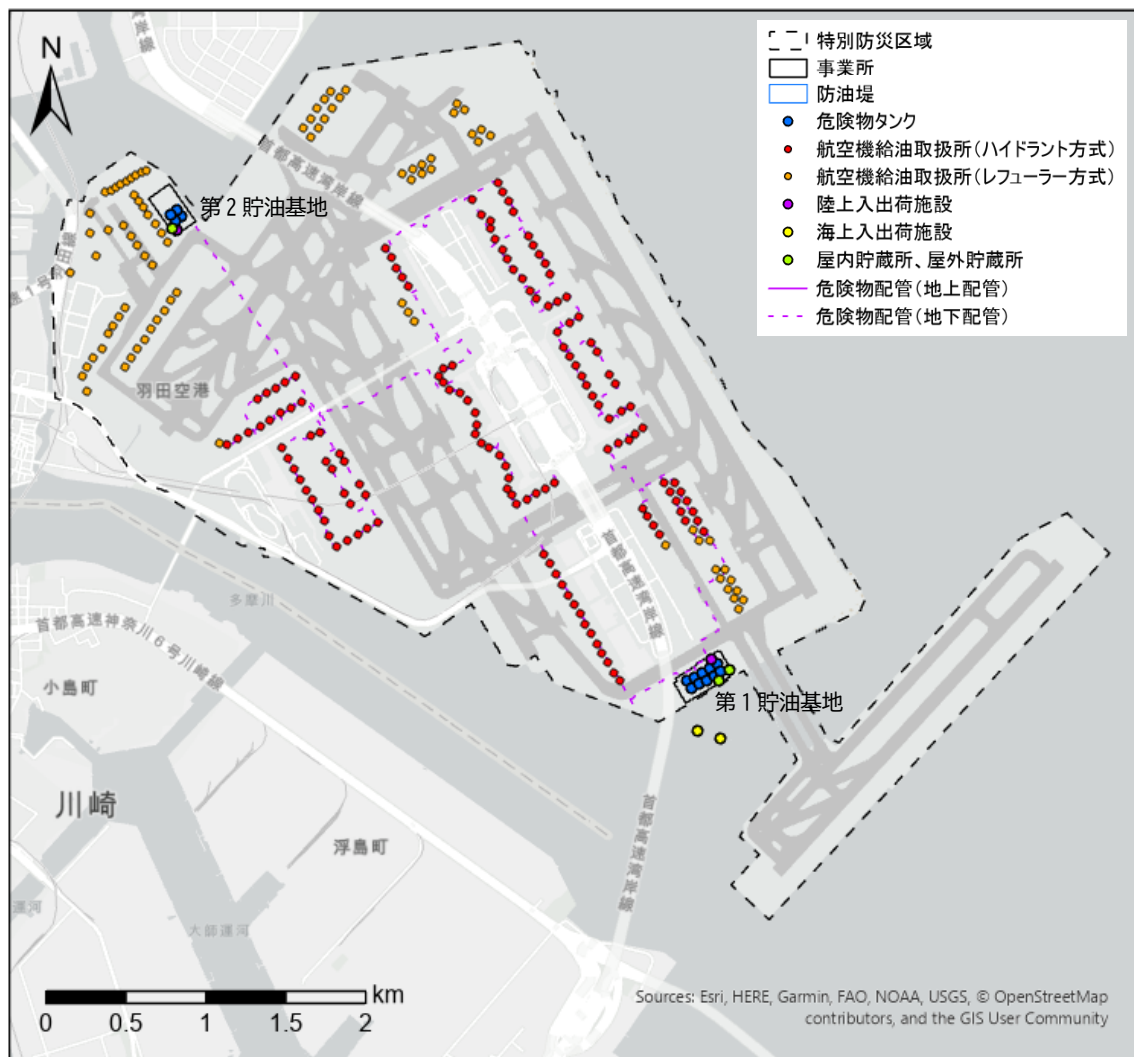 N
特別防災区域
事業所
防油堤
危険物タンク
航空機給油取扱所(ハイドラント方式)
航空機給油取扱所(レフューラー方式)
陸上入出荷施設
海上入出荷施設
屋内貯蔵所、屋外貯蔵所
危険物配管(地上配管)
危険物配管(地下配管)
湾岸線
首都高速湾岸線
第2貯油基地
速1号羽田線
羽田空港
首都高速湾岸線
多摩川
首都高速神奈川6号川崎線
小島町
第1貯油基地
川崎
浮島町
首都高速湾岸線
運河
大師運河
km
0 0.5 1 1.5 2
Sources: Esri, HERE, Garmin, FAO, NOAA, USGS, © OpenStreetMap
contributors, and the GIS User Community